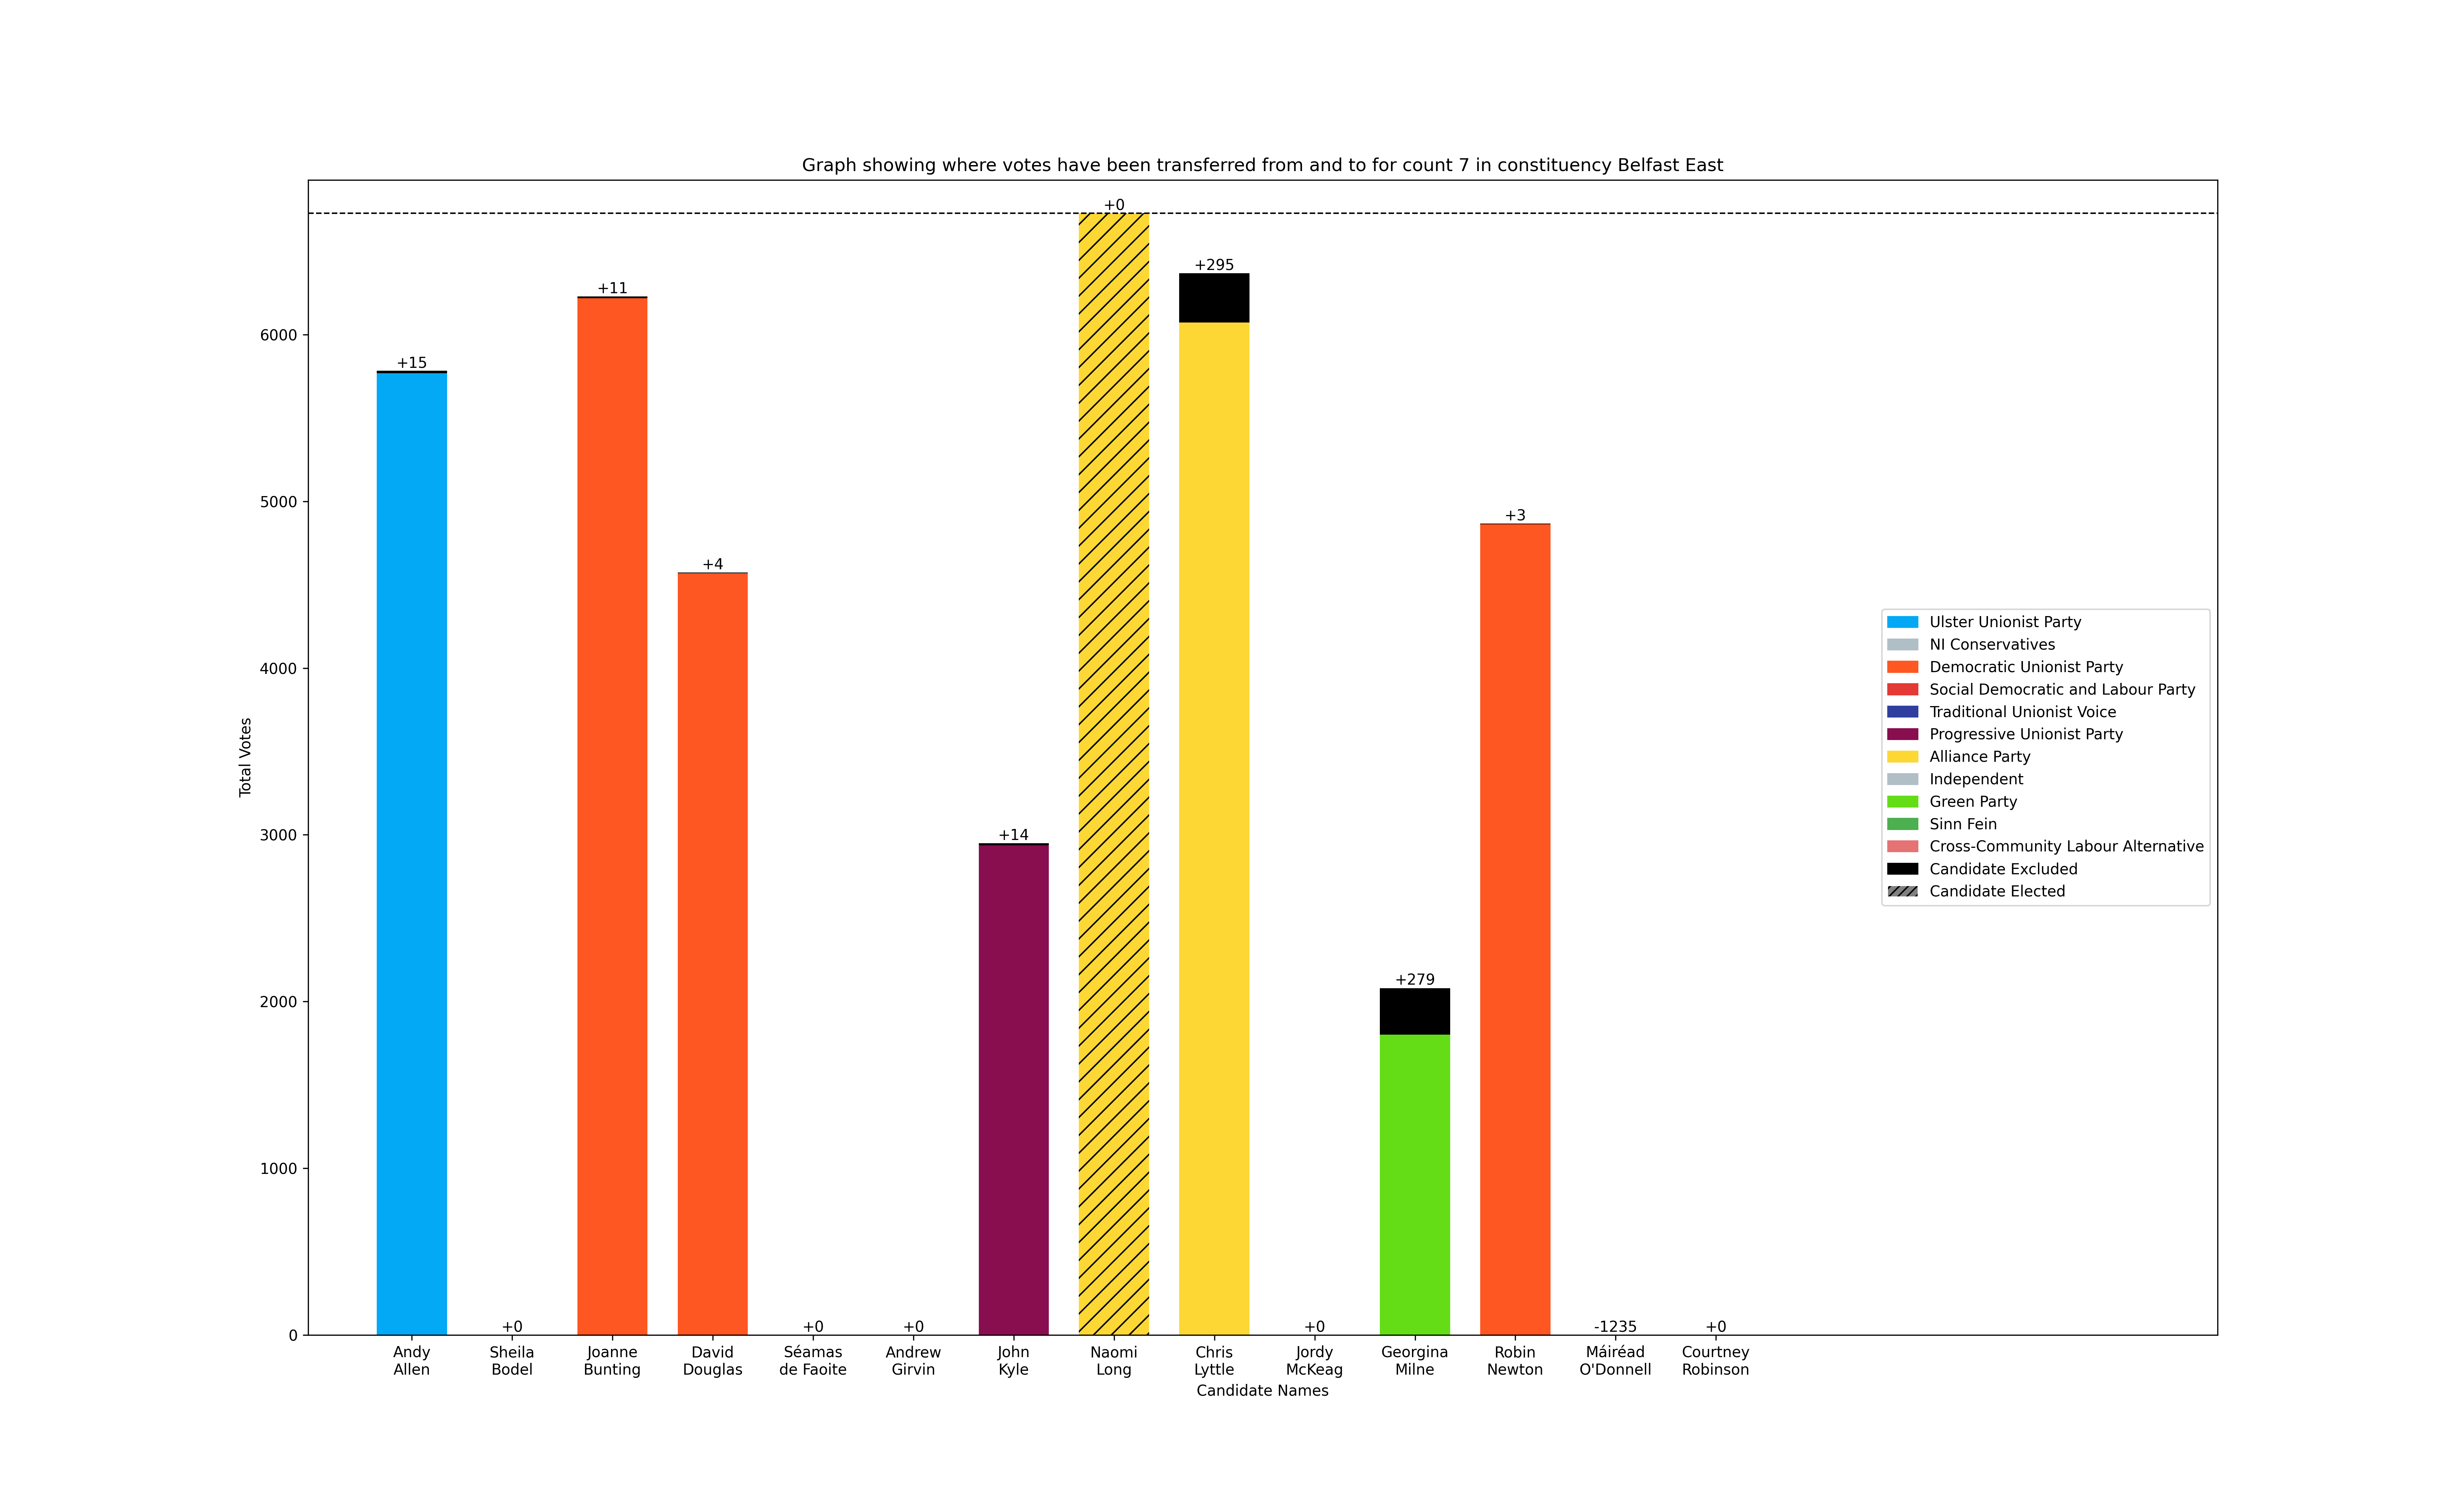 Graph showing where votes have been transferred from and to for count 7 in constituency Belfast East
+0
+295
+11
+15
+3
+4
+14
+279
+0
+0
+0
+0
-1235
+0
6000
5000
4000
3000
2000
1000
0
Total Votes
Ulster Unionist Party
NI Conservatives
Democratic Unionist Party
Social Democratic and Labour Party
Traditional Unionist Voice
Progressive Unionist Party
Alliance Party
Independent
Green Party
Sinn Fein
Cross-Community Labour Alternative
Candidate Excluded
Candidate Elected
Andy
Allen
Sheila
Bodel
Joanne
Bunting
David
Douglas
Séamas
de Faoite
Andrew
Girvin
John
Kyle
Naomi
Long
Chris
Lyttle
Jordy
McKeag
Georgina
Milne
Robin
Newton
Máiréad
O'Donnell
Courtney
Robinson
Candidate Names